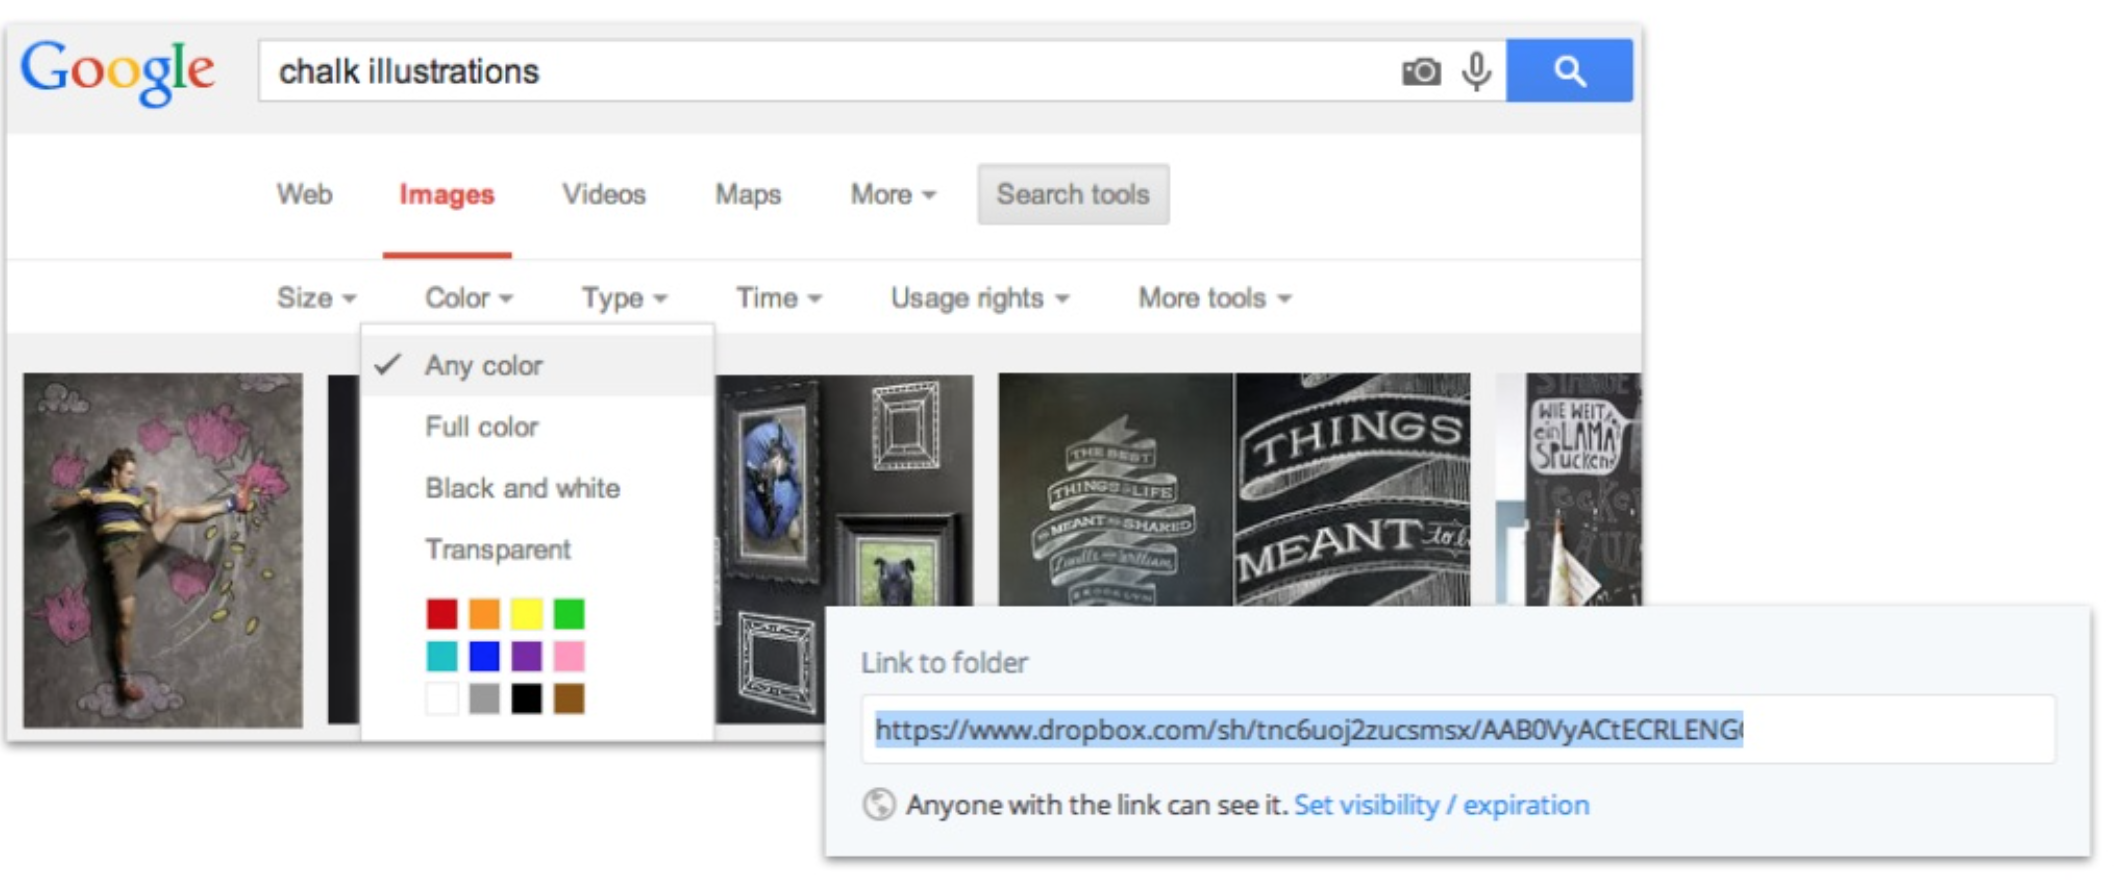 Google
chalk illustrations
Web Images Videos Maps More Search tools
Size Color Type Time Usage rights More tools
Any color
Full color
Black and white
Transparent
THE BEST
THINGS IN LIFE
MEANT TO SHARED
BROOKLYN
THINGS
MEANT to be
WIE WEIT
ein LAMA
SPucken
Link to folder
https://www.dropbox.com/sh/tnc6uoj2zucsmsx/AAB0VyACtECRLENG
Anyone with the link can see it. Set visibility / expiration